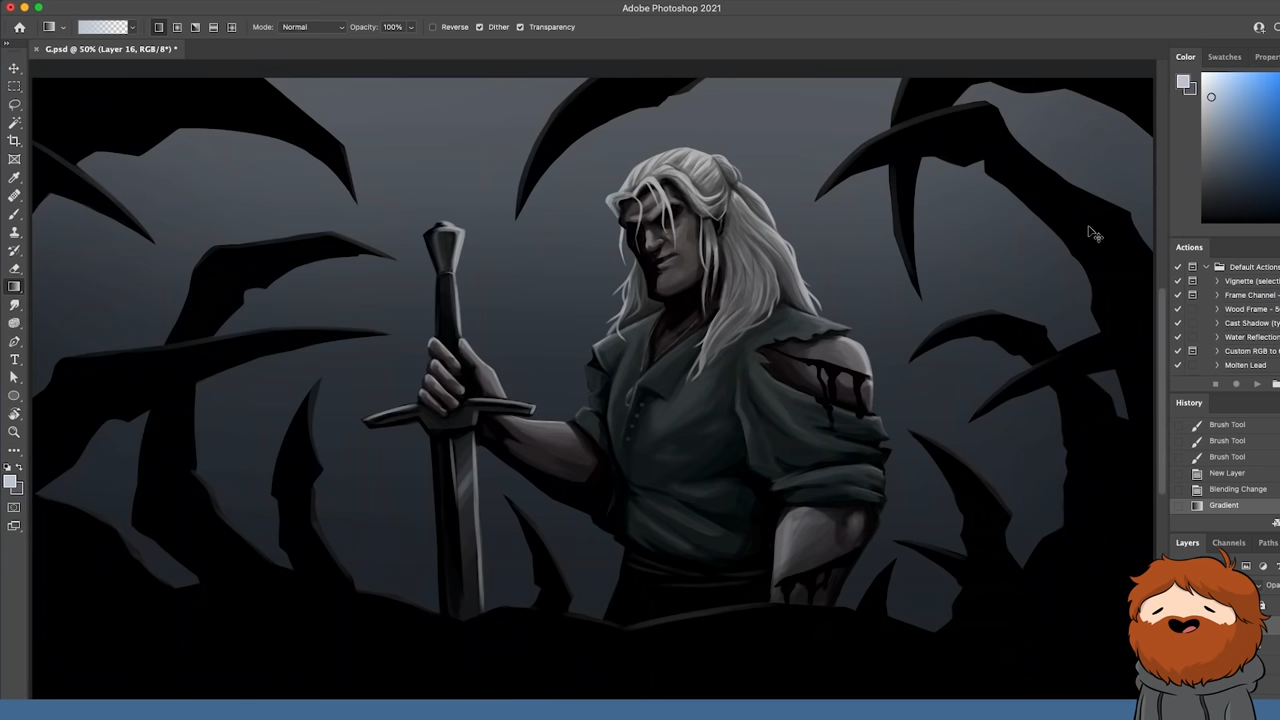 Adobe Photoshop 2021
Mode: Normal Opacity: 100% Reverse Dither Transparency
G.psd @ 50% (Layer 16, RGB/8*) *
Color Swatches
Actions
Default Actions
Vignette (selecti
Frame Channel -
Wood Frame - 5
Cast Shadow (ty
Water Reflection
Custom RGB to
Molten Lead
History
Brush Tool
Brush Tool
Brush Tool
New Layer
Blending Change
Gradient
Layers Channels Paths